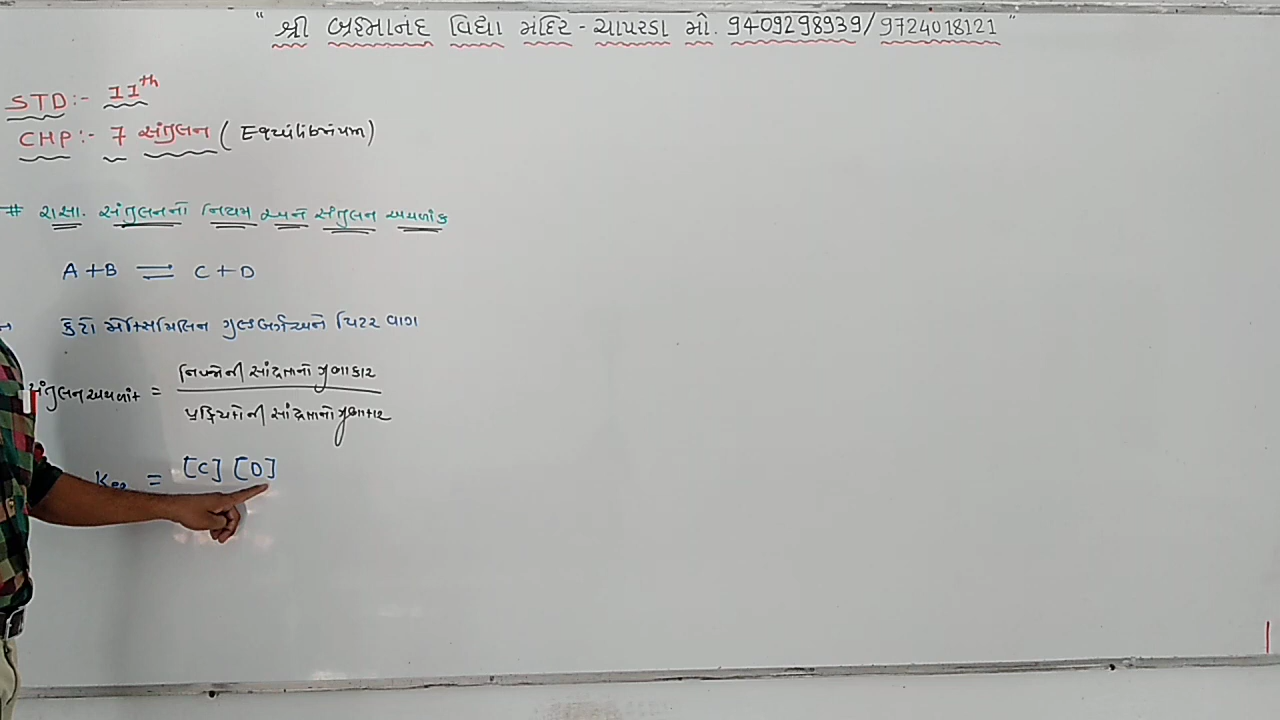 " શ્રી બ્રહ્માનંદ વિદ્યા મંદિર - ચાપરડા મો. 9409298939/9724018121 "
STD :- 11th
CHP :- 7 સંતુલન ( Equilibrium )
# રાસા. સંતુલનનો નિયમ અને સંતુલન અચળાંક
A + B ⇌ C + D
કેટો મેક્સિમિલિન ગુલ્ડબર્ગ અને પિટર વાગ
સંતુલન અચળાંક = નિપજોની સાંદ્રતાનો ગુણાકાર
પ્રક્રિયકોની સાંદ્રતાનો ગુણાકાર
Keq = [C] [D]